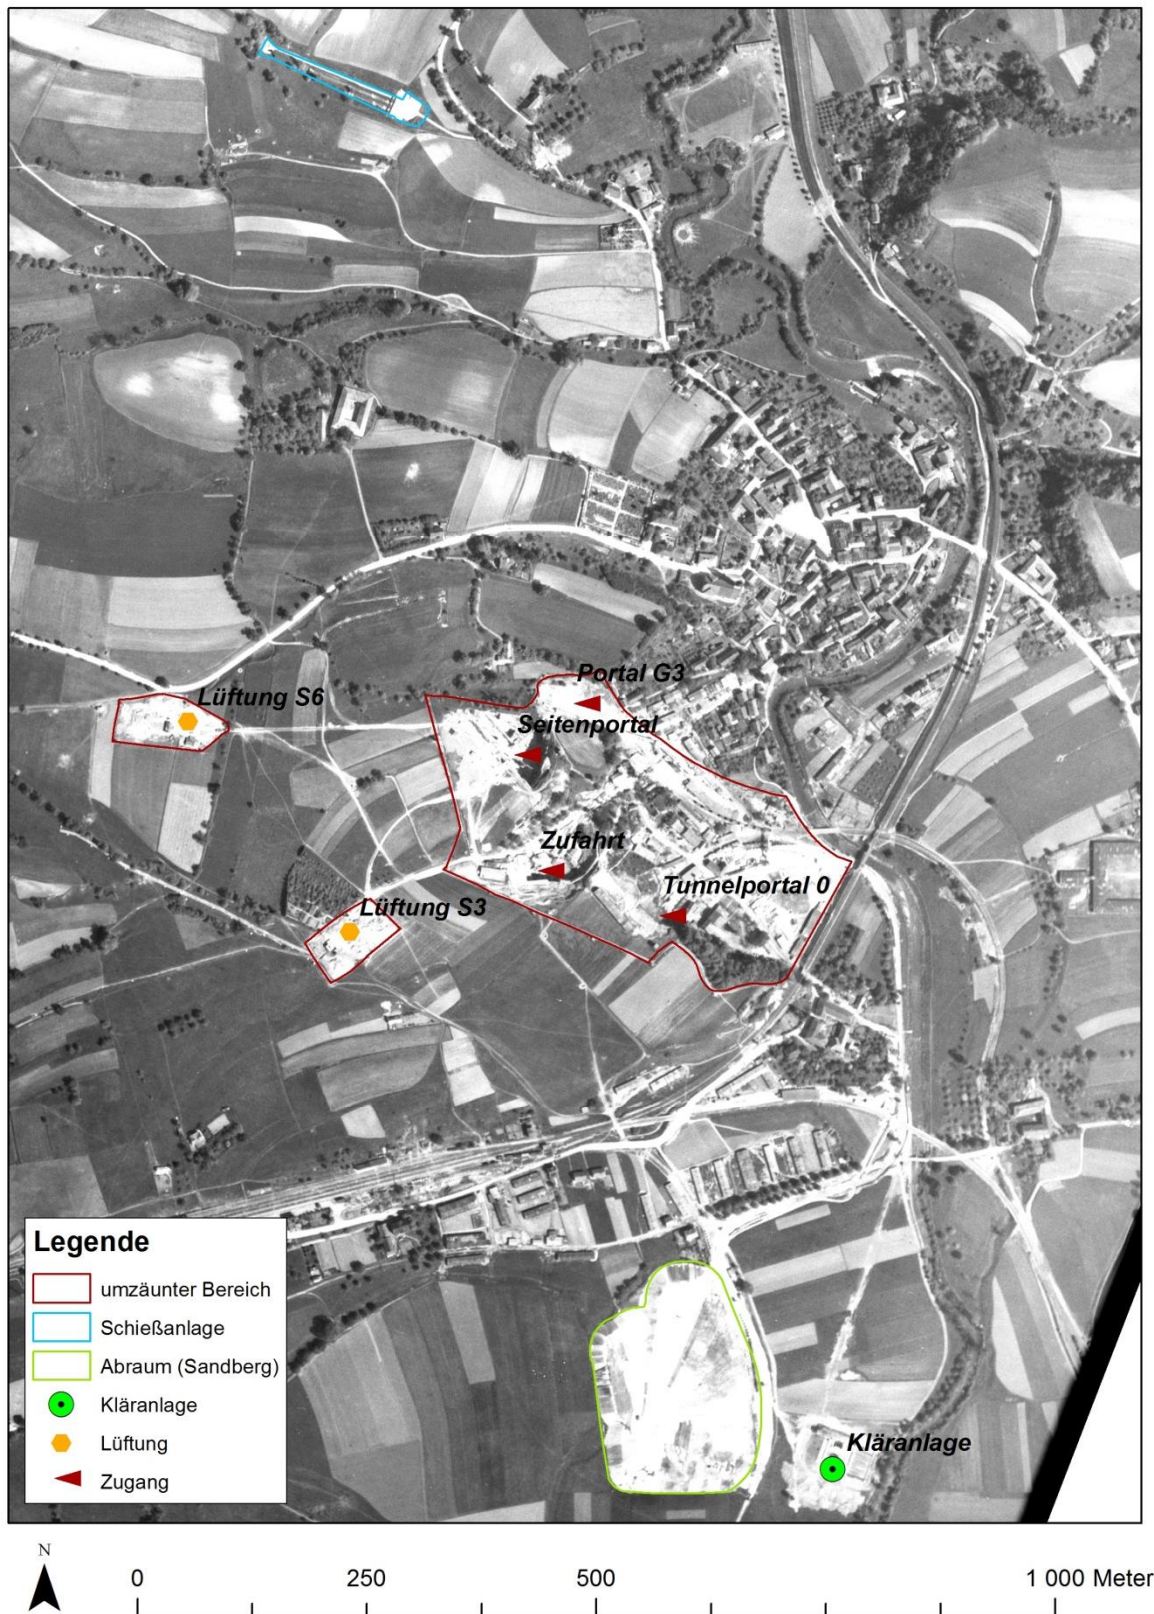 Portal G3
Lüftung S6
Seitenportal
Zufahrt
Tunnelportal 0
Lüftung S3
Legende
umzäunter Bereich
Schießanlage
Abraum (Sandberg)
Kläranlage
Lüftung
Zugang
Kläranlage
N
0 250 500 1 000 Meter